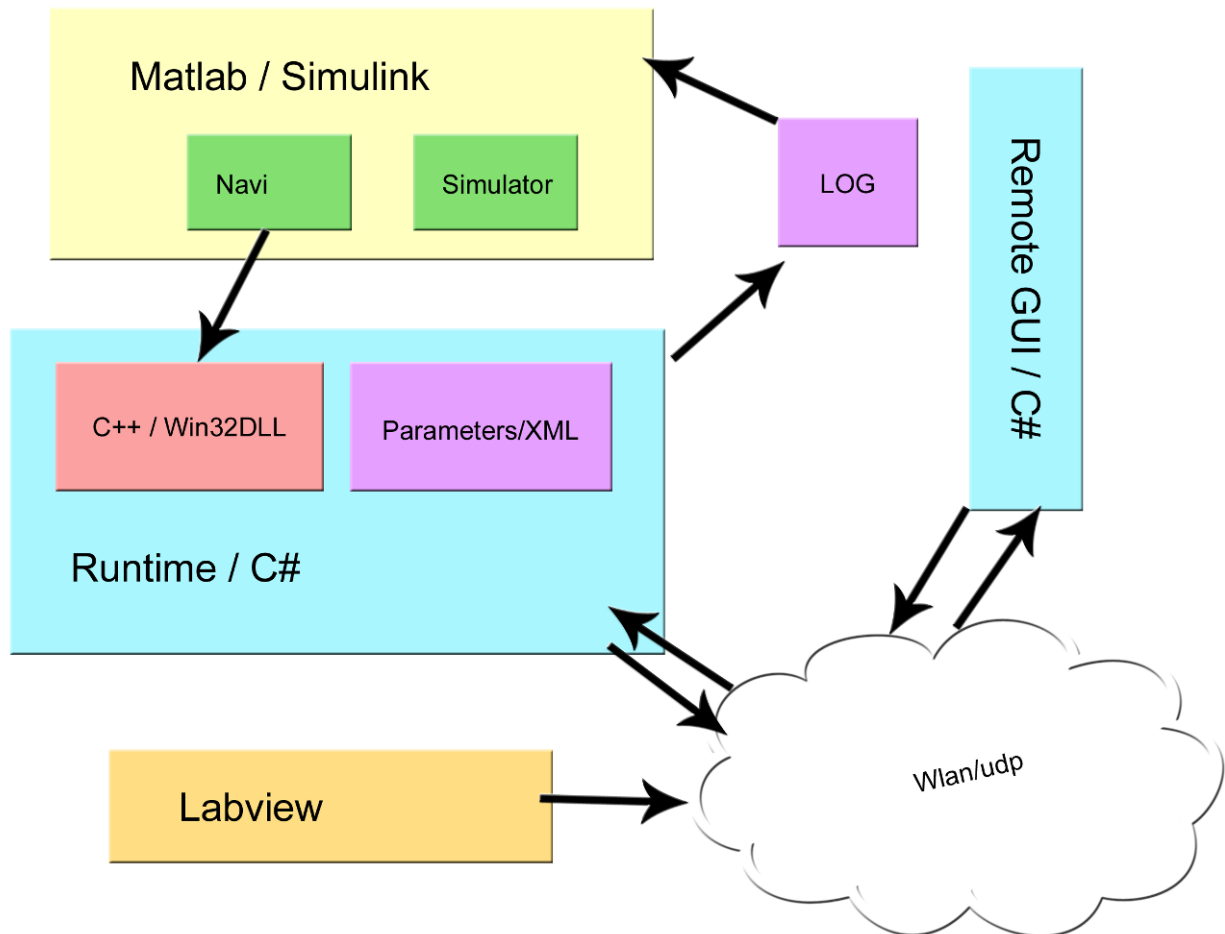 Matlab / Simulink
Navi
Simulator
LOG
Remote GUI / C#
C++ / Win32DLL
Parameters/XML
Runtime / C#
Labview
Wlan/udp